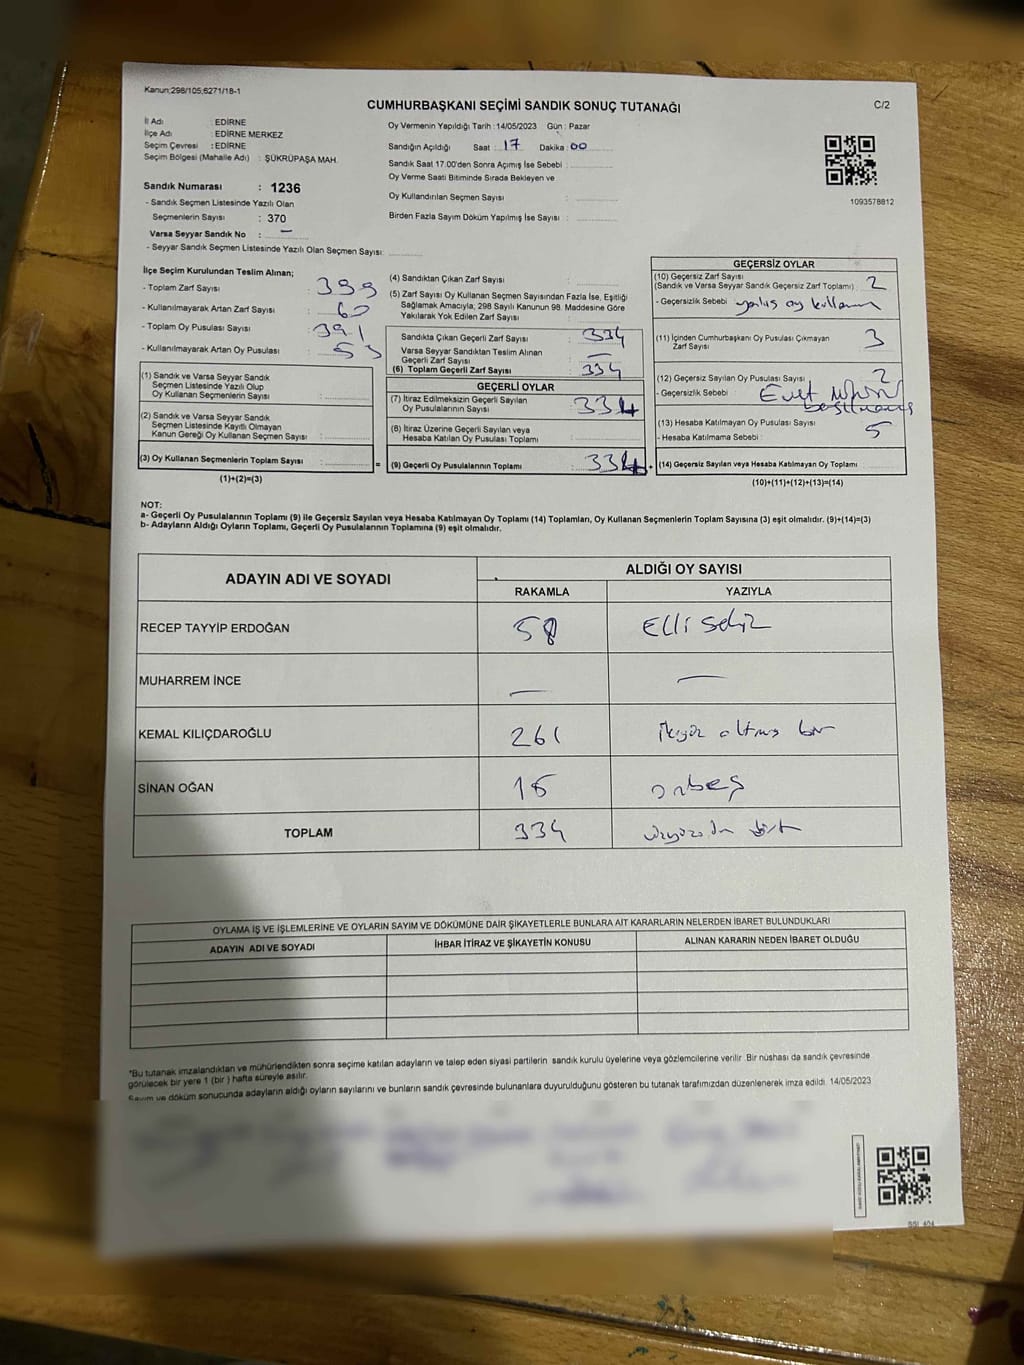 Kanun;298/105,6271/18-1
CUMHURBAŞKANI SEÇİMİ SANDIK SONUÇ TUTANAĞI
C/2
İl Adı : EDİRNE
İlçe Adı : EDİRNE MERKEZ
Seçim Çevresi : EDİRNE
Seçim Bölgesi (Mahalle Adı) : ŞÜKRÜPAŞA MAH.
Sandık Numarası : 1236
- Sandık Seçmen Listesinde Yazılı Olan
Seçmenlerin Sayısı : 370
Varsa Seyyar Sandık No : —
- Seyyar Sandık Seçmen Listesinde Yazılı Olan Seçmen Sayısı:
Oy Vermenin Yapıldığı Tarih : 14/05/2023 Gün : Pazar
Sandığın Açıldığı Saat : 17 Dakika : 00
Sandık Saat 17.00'den Sonra Açımış İse Sebebi :
Oy Verme Saati Bitiminde Sırada Bekleyen ve
Oy Kullandırılan Seçmen Sayısı :
Birden Fazla Sayım Döküm Yapılmış İse Sayısı :
1093578812
İlçe Seçim Kurulundan Teslim Alınan;
- Toplam Zarf Sayısı : 399
- Kullanılmayarak Artan Zarf Sayısı : 60
- Toplam Oy Pusulası Sayısı : 391
- Kullanılmayarak Artan Oy Pusulası : 53
(1) Sandık ve Varsa Seyyar Sandık
Seçmen Listesinde Yazılı Olup
Oy Kullanan Seçmenlerin Sayısı :
(2) Sandık ve Varsa Seyyar Sandık
Seçmen Listesinde Kayıtlı Olmayan
Kanun Gereği Oy Kullanan Seçmen Sayısı :
(3) Oy Kullanan Seçmenlerin Toplam Sayısı :
(1)+(2)=(3)
(4) Sandıktan Çıkan Zarf Sayısı :
(5) Zarf Sayısı Oy Kullanan Seçmen Sayısından Fazla İse, Eşitliği
Sağlamak Amacıyla; 298 Sayılı Kanunun 98. Maddesine Göre
Yakılarak Yok Edilen Zarf Sayısı :
Sandıkta Çıkan Geçerli Zarf Sayısı : 334
Varsa Seyyar Sandıktan Teslim Alınan
Geçerli Zarf Sayısı : —
(6) Toplam Geçerli Zarf Sayısı : 334
GEÇERLİ OYLAR
(7) İtiraz Edilmeksizin Geçerli Sayılan
Oy Pusulalarının Sayısı : 334
(8) İtiraz Üzerine Geçerli Sayılan veya
Hesaba Katılan Oy Pusulası Toplamı :
= (9) Geçerli Oy Pusulalarının Toplamı : 334
GEÇERSİZ OYLAR
(10) Geçersiz Zarf Sayısı
(Sandık ve Varsa Seyyar Sandık Geçersiz Zarf Toplamı) : 2
- Geçersizlik Sebebi : yanlış oy kullanım
(11) İçinden Cumhurbaşkanı Oy Pusulası Çıkmayan
Zarf Sayısı : 3
(12) Geçersiz Sayılan Oy Pusulası Sayısı : 2
- Geçersizlik Sebebi : Evet
(13) Hesaba Katılmayan Oy Pusulası Sayısı : 5
- Hesaba Katılmama Sebebi :
(14) Geçersiz Sayılan veya Hesaba Katılmayan Oy Toplamı
(10)+(11)+(12)+(13)=(14)
NOT:
a- Geçerli Oy Pusulalarının Toplamı (9) ile Geçersiz Sayılan veya Hesaba Katılmayan Oy Toplamı (14) Toplamları, Oy Kullanan Seçmenlerin Toplam Sayısına (3) eşit olmalıdır. (9)+(14)=(3)
b- Adayların Aldığı Oyların Toplamı, Geçerli Oy Pusulalarının Toplamına (9) eşit olmalıdır.
ADAYIN ADI VE SOYADI
ALDIĞI OY SAYISI
RAKAMLA YAZIYLA
RECEP TAYYİP ERDOĞAN 58 Elli sekiz
MUHARREM İNCE — —
KEMAL KILIÇDAROĞLU 261 ikiyüz altmış bir
SİNAN OĞAN 15 onbeş
TOPLAM 334
OYLAMA İŞ VE İŞLEMLERİNE VE OYLARIN SAYIM VE DÖKÜMÜNE DAİR ŞİKAYETLERLE BUNLARA AİT KARARLARIN NELERDEN İBARET BULUNDUKLARI
ADAYIN ADI VE SOYADI İHBAR İTİRAZ VE ŞİKAYETİN KONUSU ALINAN KARARIN NEDEN İBARET OLDUĞU
*Bu tutanak imzalandıktan ve mühürlendikten sonra seçime katılan adayların ve talep eden siyasi partilerin sandık kurulu üyelerine veya gözlemcilerine verilir. Bir nüshası da sandık çevresinde
görülecek bir yere 1 (bir ) hafta süreyle asılır.
Sayım ve döküm sonucunda adayların aldığı oyların sayılarını ve bunların sandık çevresinde bulunanlara duyurulduğunu gösteren bu tutanak tarafımızdan düzenlenerek imza edildi. 14/05/2023